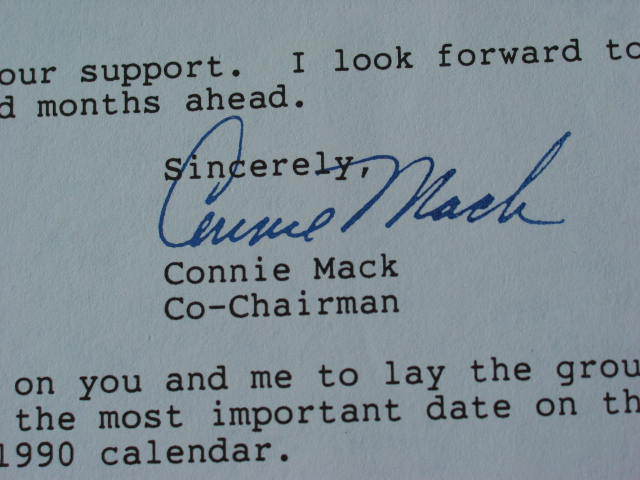 our support. I look forward to
d months ahead.
Sincerely,
Connie Mack
Connie Mack
Co-Chairman
on you and me to lay the grou
the most important date on th
1990 calendar.